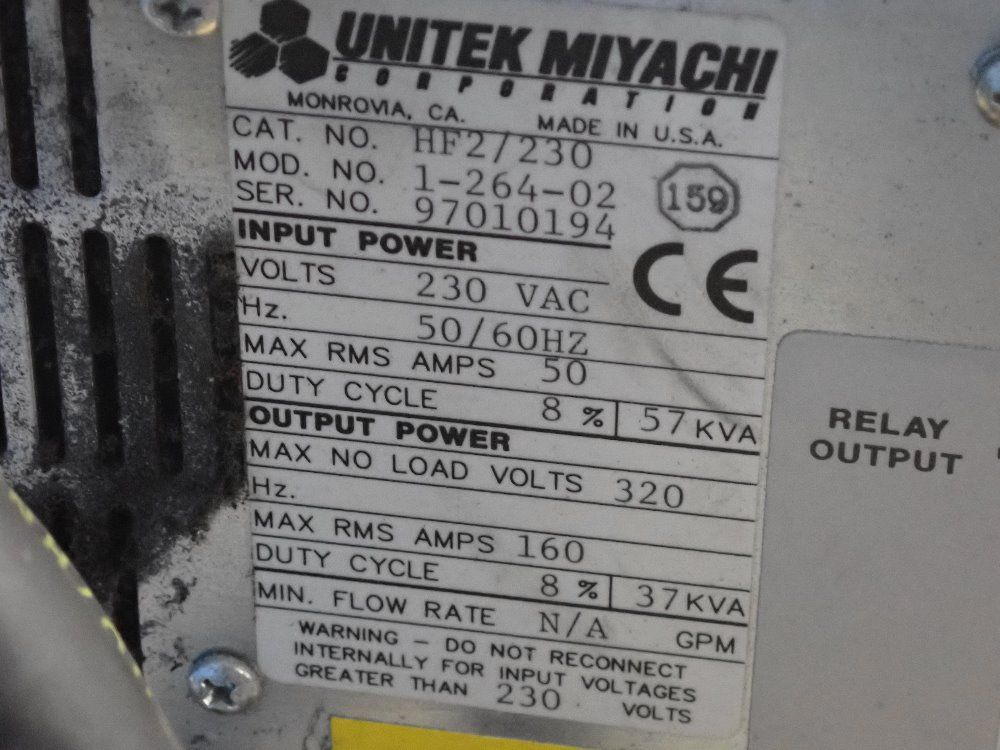 UNITEK MIYACHI
CORPORATION
MONROVIA, CA. MADE IN U.S.A.
CAT. NO. HF2/230
MOD. NO. 1-264-02
SER. NO. 97010194
159
CE
INPUT POWER
VOLTS 230 VAC
Hz. 50/60HZ
MAX RMS AMPS 50
DUTY CYCLE 8 % 57 KVA
OUTPUT POWER
MAX NO LOAD VOLTS 320
Hz.
MAX RMS AMPS 160
DUTY CYCLE 8 % 37 KVA
MIN. FLOW RATE N/A GPM
WARNING - DO NOT RECONNECT
INTERNALLY FOR INPUT VOLTAGES
GREATER THAN 230 VOLTS
RELAY
OUTPUT